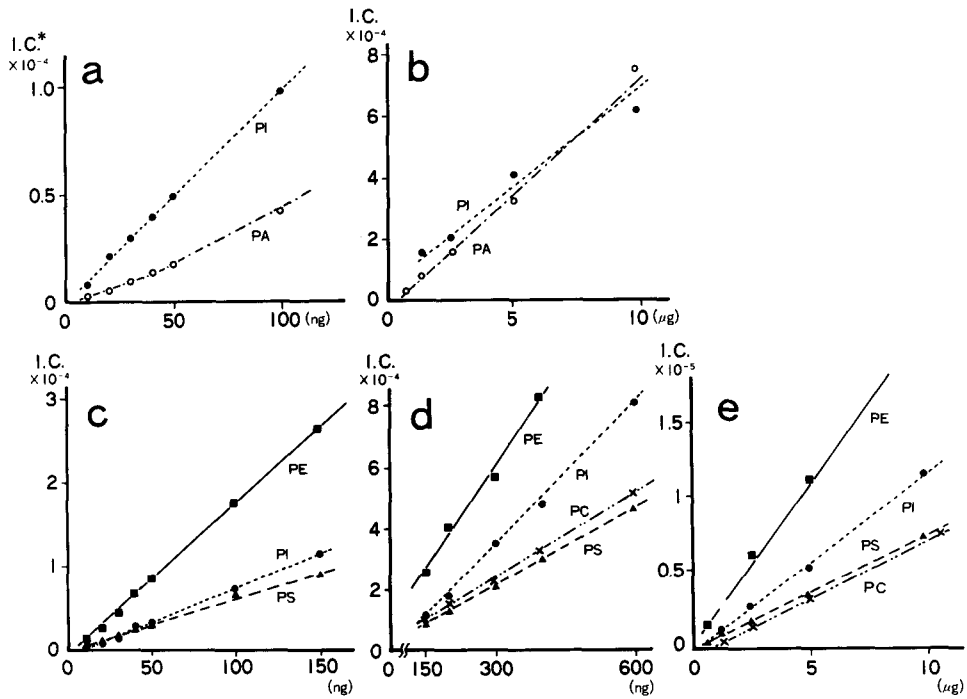 I.C.*
×10⁻⁴
a
1.0
0.5
0
PI
PA
0 50 100 (ng)
I.C.
×10⁻⁴
b
8
6
4
2
0
PI
PA
0 5 10 (μg)
I.C.
×10⁻⁴
c
3
2
1
0
PE
PI
PS
0 50 100 150
(ng)
I.C.
×10⁻⁴
d
8
6
4
2
0
PE
PI
PC
PS
0 150 300 600
(ng)
I.C.
×10⁻⁵
e
1.5
1
0.5
0
PE
PI
PS
PC
0 5 10
(μg)